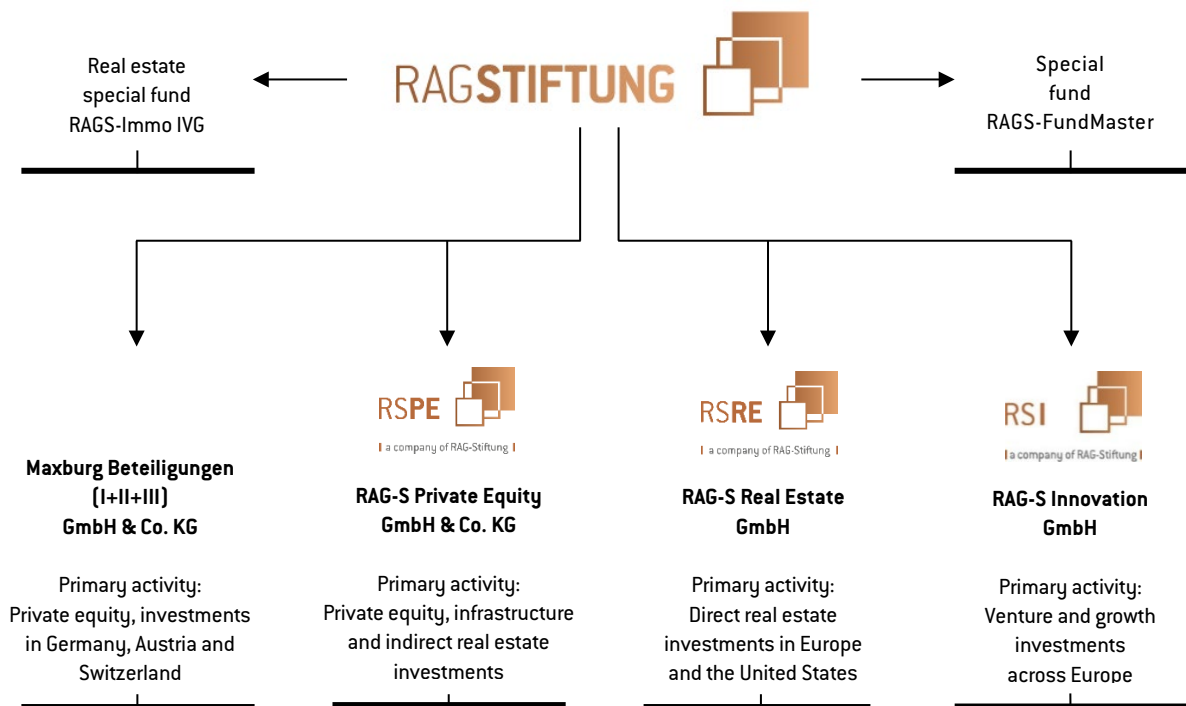 Real estate
special fund
RAGS-Immo IVG
RAGSTIFTUNG
Special
fund
RAGS-FundMaster
Maxburg Beteiligungen
(I+II+III)
GmbH & Co. KG
Primary activity:
Private equity, investments
in Germany, Austria and
Switzerland
RSPE
| a company of RAG-Stiftung |
RAG-S Private Equity
GmbH & Co. KG
Primary activity:
Private equity, infrastructure
and indirect real estate
investments
RSRE
| a company of RAG-Stiftung |
RAG-S Real Estate
GmbH
Primary activity:
Direct real estate
investments in Europe
and the United States
RSI
| a company of RAG-Stiftung |
RAG-S Innovation
GmbH
Primary activity:
Venture and growth
investments
across Europe